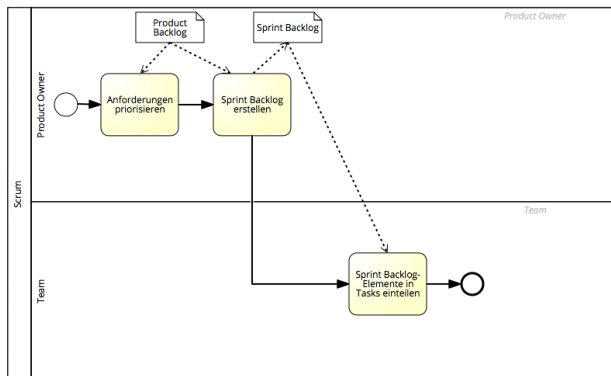 Product Owner
Product
Backlog
Sprint Backlog
Product Owner
Anforderungen
priorisieren
Sprint Backlog
erstellen
Scrum
Team
Team
Sprint Backlog-
Elemente in
Tasks einteilen